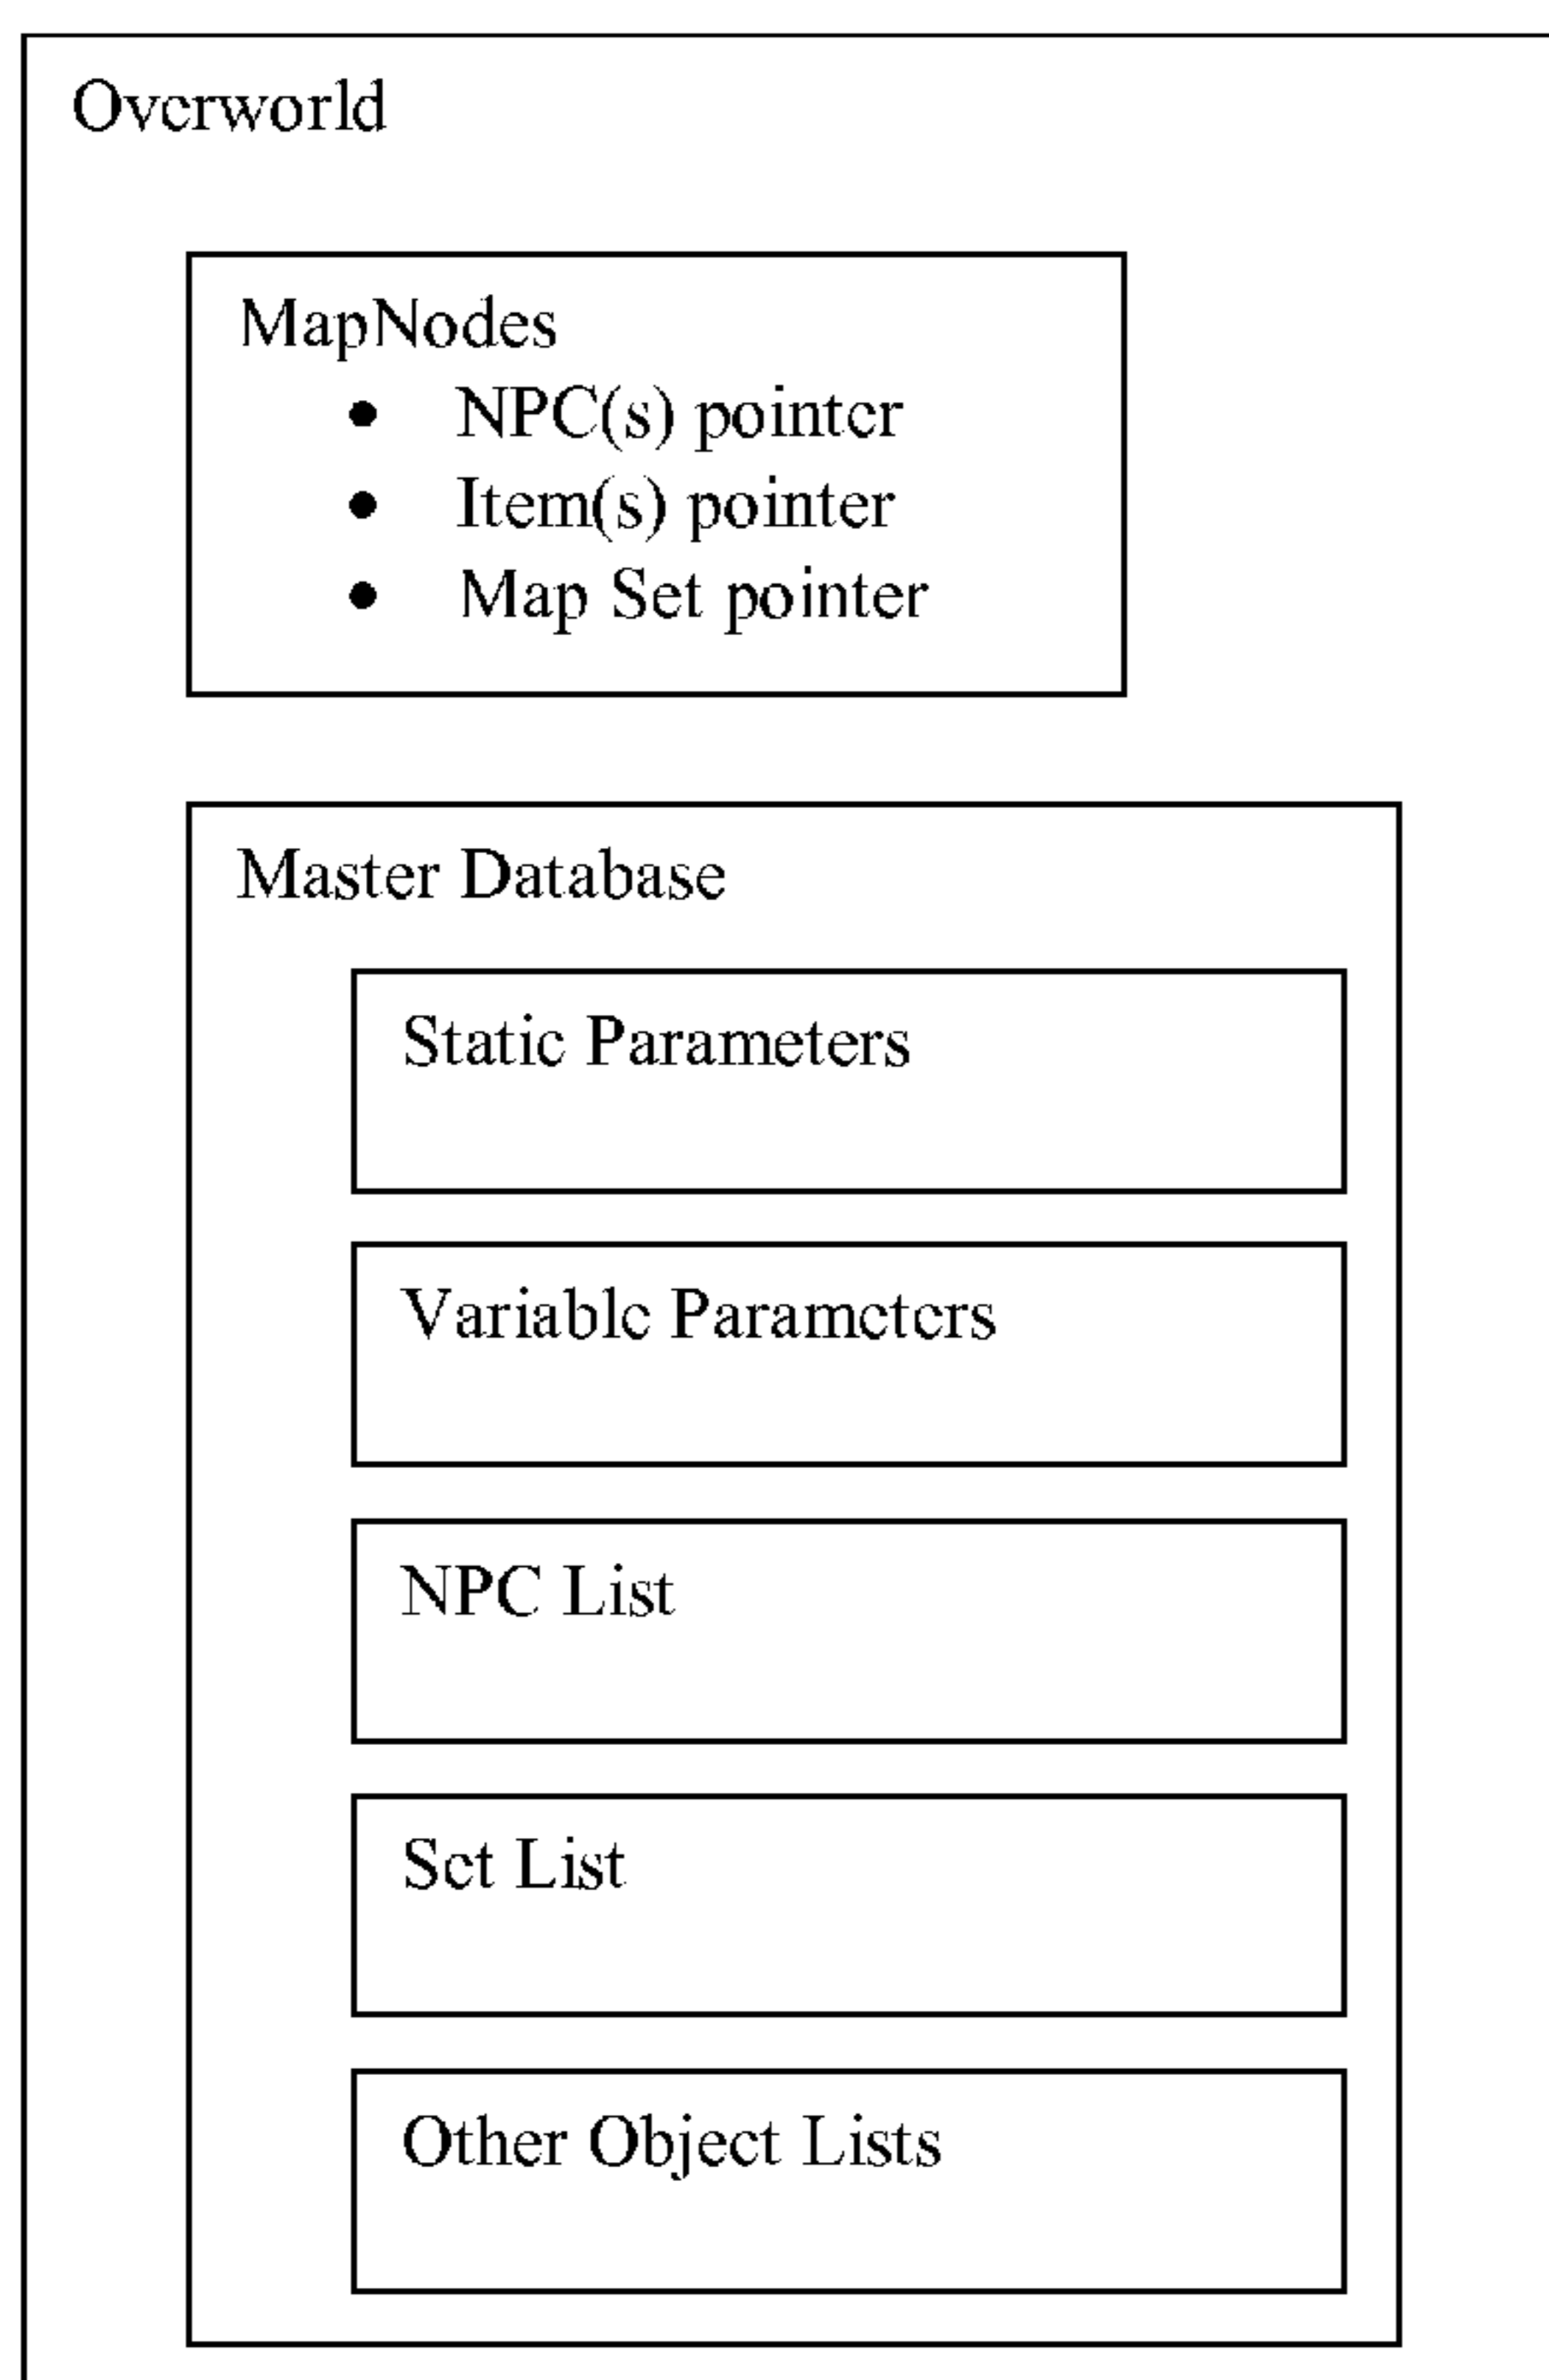 Overworld
MapNodes
● NPC(s) pointer
● Item(s) pointer
● Map Set pointer
Master Database
Static Parameters
Variable Parameters
NPC List
Set List
Other Object Lists